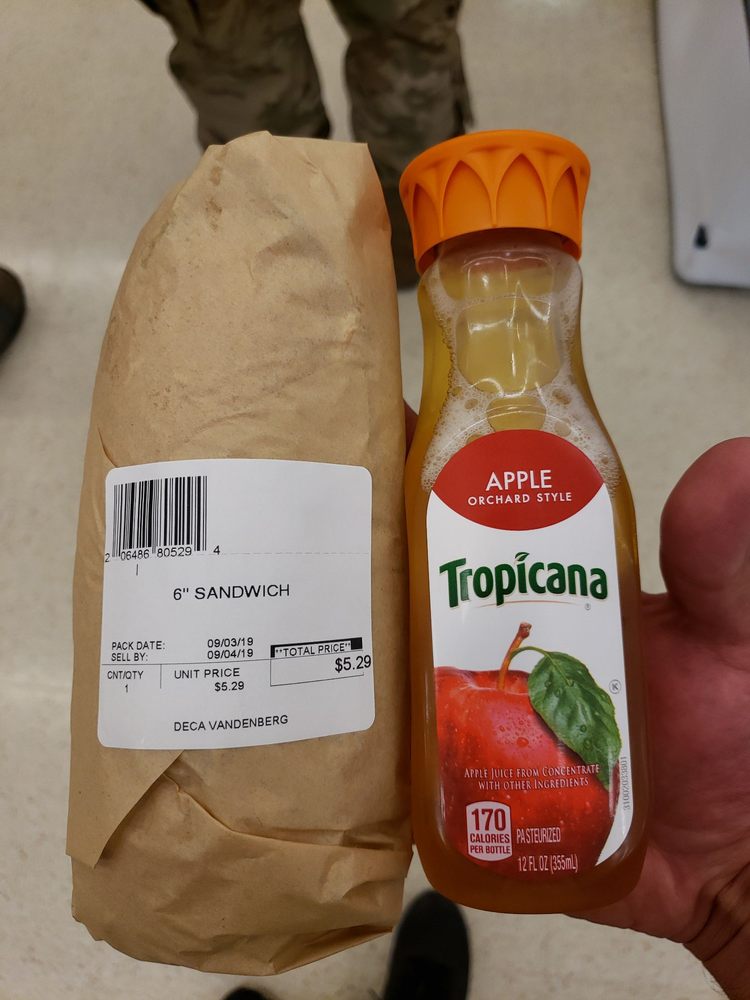 2 06486 80529 4
6" SANDWICH
PACK DATE: 09/03/19
SELL BY: 09/04/19
**TOTAL PRICE**
$5.29
CNT/QTY UNIT PRICE
1 $5.29
DECA VANDENBERG
APPLE
ORCHARD STYLE
Tropicana
®
K
APPLE JUICE FROM CONCENTRATE
WITH OTHER INGREDIENTS
170
CALORIES
PER BOTTLE
PASTEURIZED
12 FL OZ (355mL)